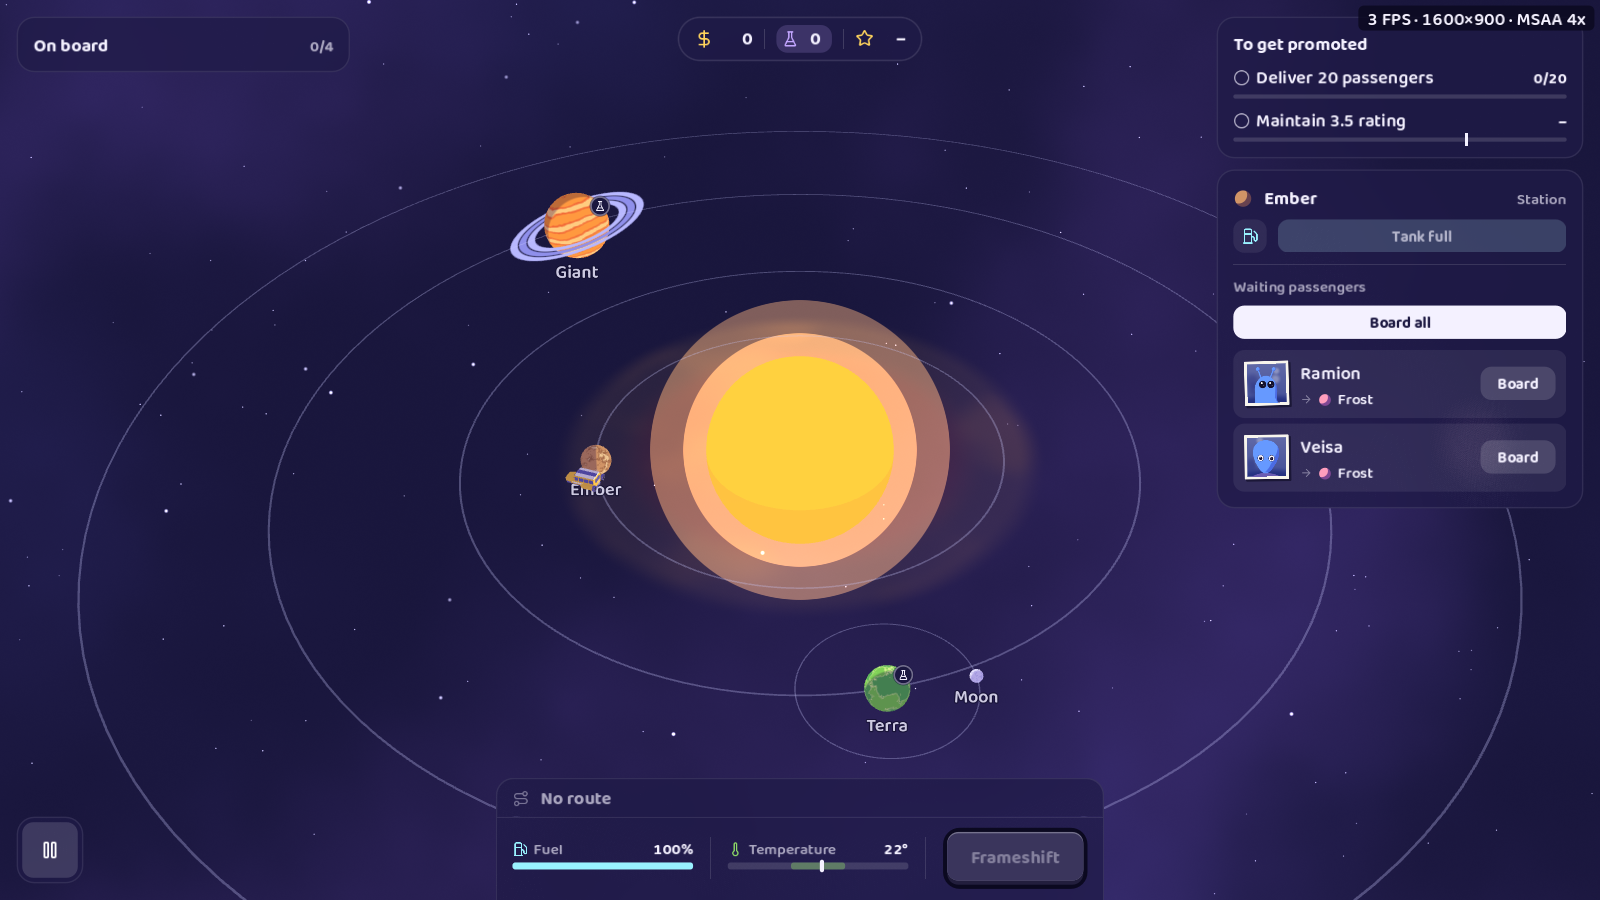 3 FPS · 1600×900 · MSAA 4x
On board 0/4
$ 0 0 –
To get promoted
Deliver 20 passengers 0/20
Maintain 3.5 rating –
Ember Station
Tank full
Waiting passengers
Board all
Ramion
→ Frost
Board
Veisa
→ Frost
Board
Giant
Ember
Terra
Moon
No route
Fuel 100%
Temperature 22°
Frameshift